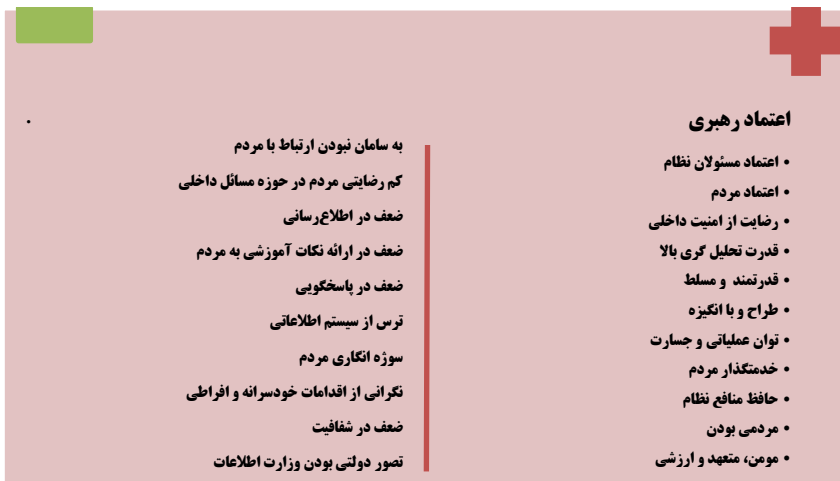 اعتماد رهبری
• اعتماد مسئولان نظام
• اعتماد مردم
• رضایت از امنیت داخلی
• قدرت تحلیل گری بالا
• قدرتمند و مسلط
• طراح و با انگیزه
• توان عملیاتی و جسارت
• خدمتگذار مردم
• حافظ منافع نظام
• مردمی بودن
• مومن، متعهد و ارزشی
به سامان نبودن ارتباط با مردم
کم رضایتی مردم در حوزه مسائل داخلی
ضعف در اطلاع‌رسانی
ضعف در ارائه نکات آموزشی به مردم
ضعف در پاسخگویی
ترس از سیستم اطلاعاتی
سوژه انگاری مردم
نگرانی از اقدامات خودسرانه و افراطی
ضعف در شفافیت
تصور دولتی بودن وزارت اطلاعات
.